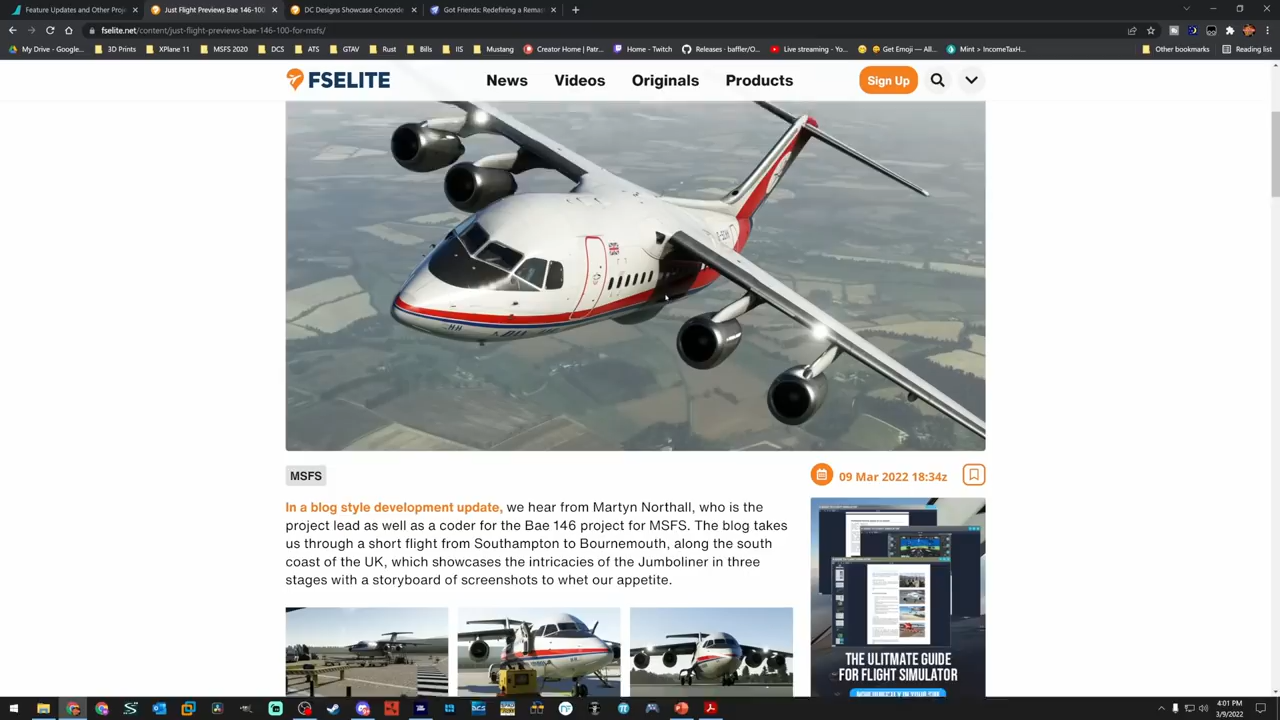 Feature Updates and Other Proj
Just Flight Previews Bae 146-100
DC Designs Showcase Concorde
Got Friends: Redefining a Remar
fselite.net/content/just-flight-previews-bae-146-100-for-msfs/
My Drive - Google...
3D Prints
XPlane 11
MSFS 2020
DCS
ATS
GTAV
Rust
Bills
IIS
Mustang
Creator Home | Patr...
Home - Twitch
Releases · baffler/O...
Live streaming - Yo...
Get Emoji — All...
Mint > IncomeTaxH...
Other bookmarks
Reading list
FSELITE
News
Videos
Originals
Products
Sign Up
MSFS
09 Mar 2022 18:34z
In a blog style development update, we hear from Martyn Northall, who is the
project lead as well as a coder for the Bae 146 project for MSFS. The blog takes
us through a short flight from Southampton to Bournemouth, along the south
coast of the UK, which showcases the intricacies of the Jumboliner in three
stages with a storyboard of screenshots to whet our appetite.
THE ULITMATE GUIDE
FOR FLIGHT SIMULATOR
4:01 PM
3/9/2022